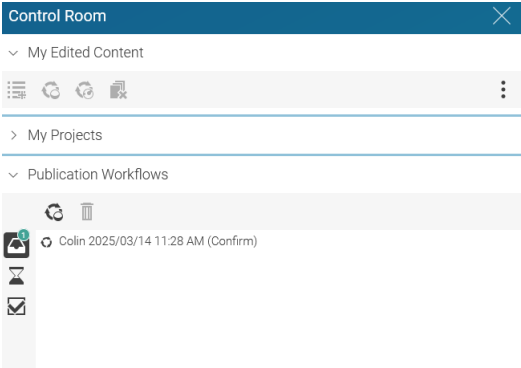 Control Room
My Edited Content
My Projects
Publication Workflows
1
Colin 2025/03/14 11:28 AM (Confirm)